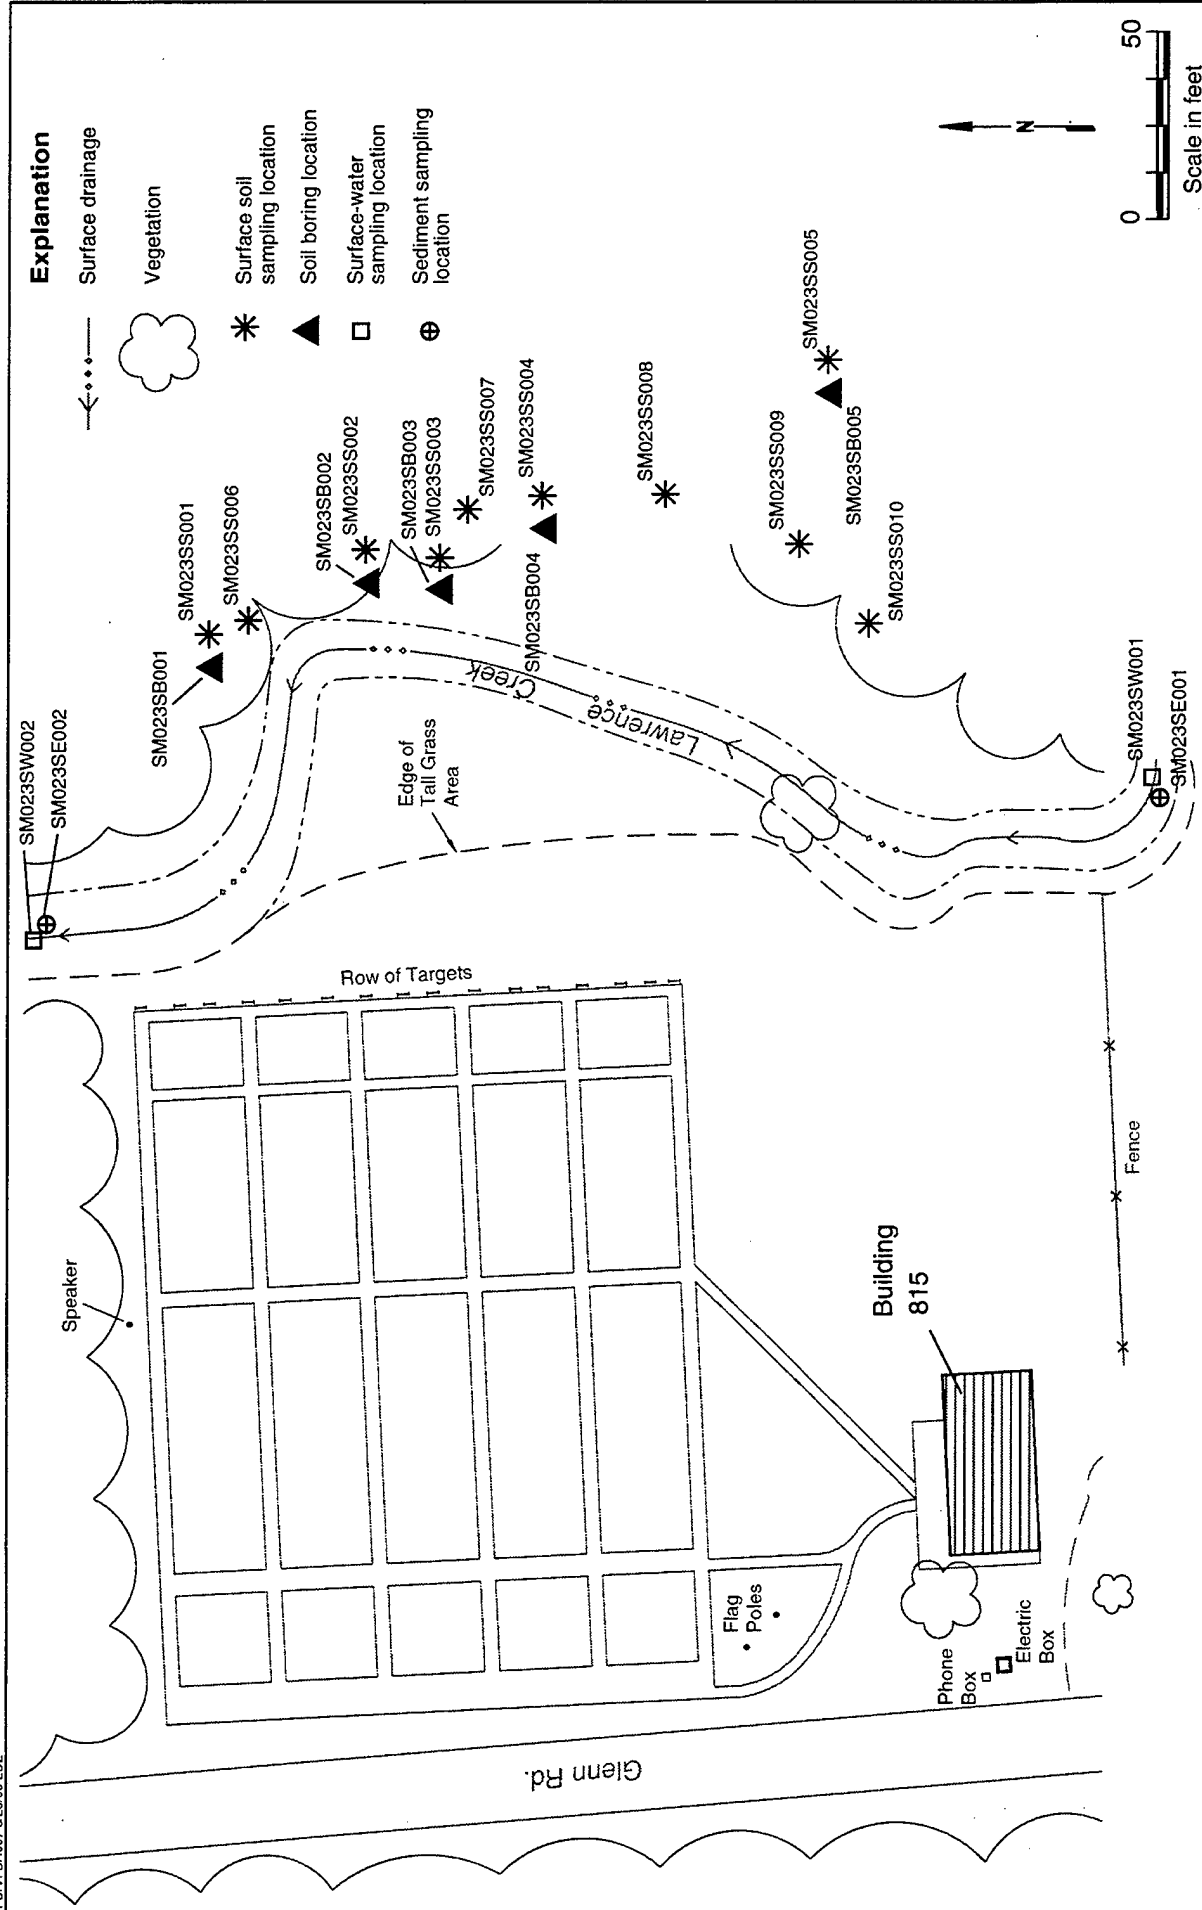 Explanation
Surface drainage
Vegetation
Surface soil
sampling location
Soil boring location
Surface-water
sampling location
Sediment sampling
location
SM023SW002
SM023SE002
SM023SB001
SM023SS001
SM023SS006
SM023SB002
SM023SS002
SM023SB003
SM023SS003
SM023SS007
SM023SS004
SM023SB004
SM023SS008
SM023SS009
SM023SS005
SM023SB005
SM023SS010
SM023SW001
SM023SE001
Lawrence
Creek
Edge of
Tall Grass
Area
Row of Targets
Speaker
Building
815
Fence
Flag
Poles
Phone
Box
Electric
Box
Glenn Rd.
N
0
50
Scale in feet